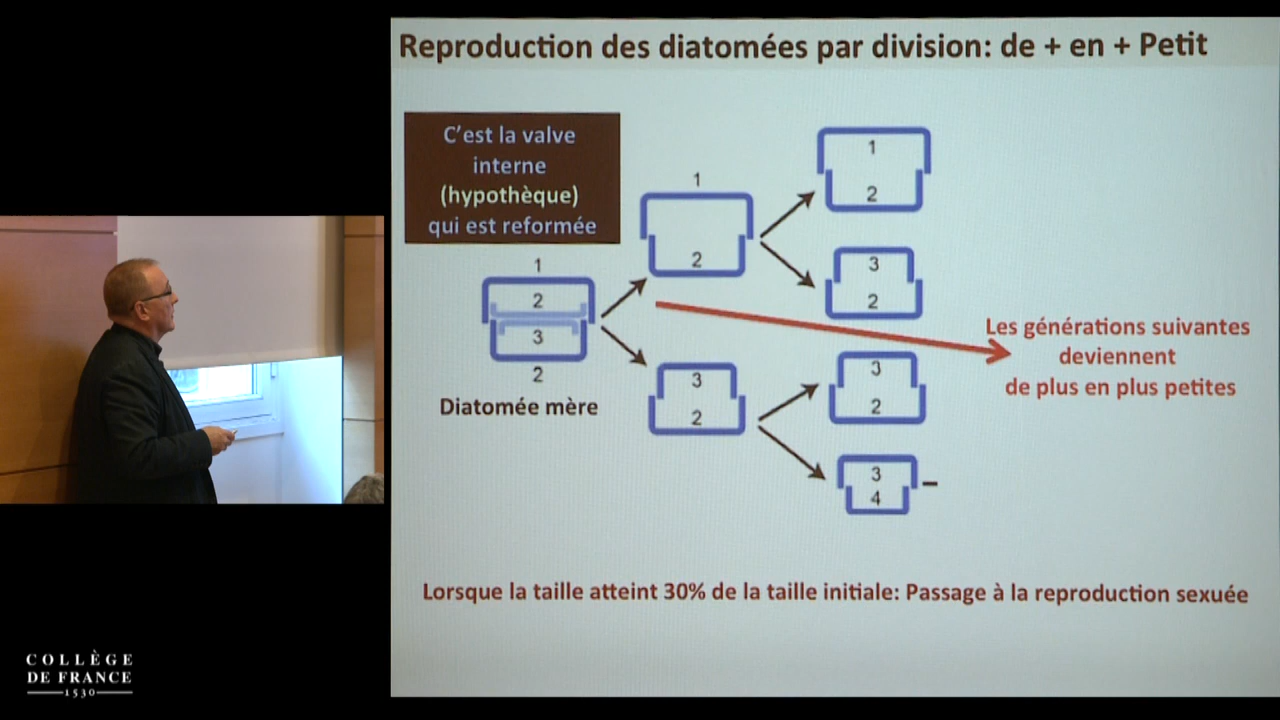 Reproduction des diatomées par division: de + en + Petit
C'est la valve
interne
(hypothèque)
qui est reformée
1
2
3
2
Diatomée mère
1
2
3
2
1
2
3
2
3
2
3
4
Les générations suivantes
deviennent
de plus en plus petites
Lorsque la taille atteint 30% de la taille initiale: Passage à la reproduction sexuée
COLLÈGE
DE FRANCE
1530